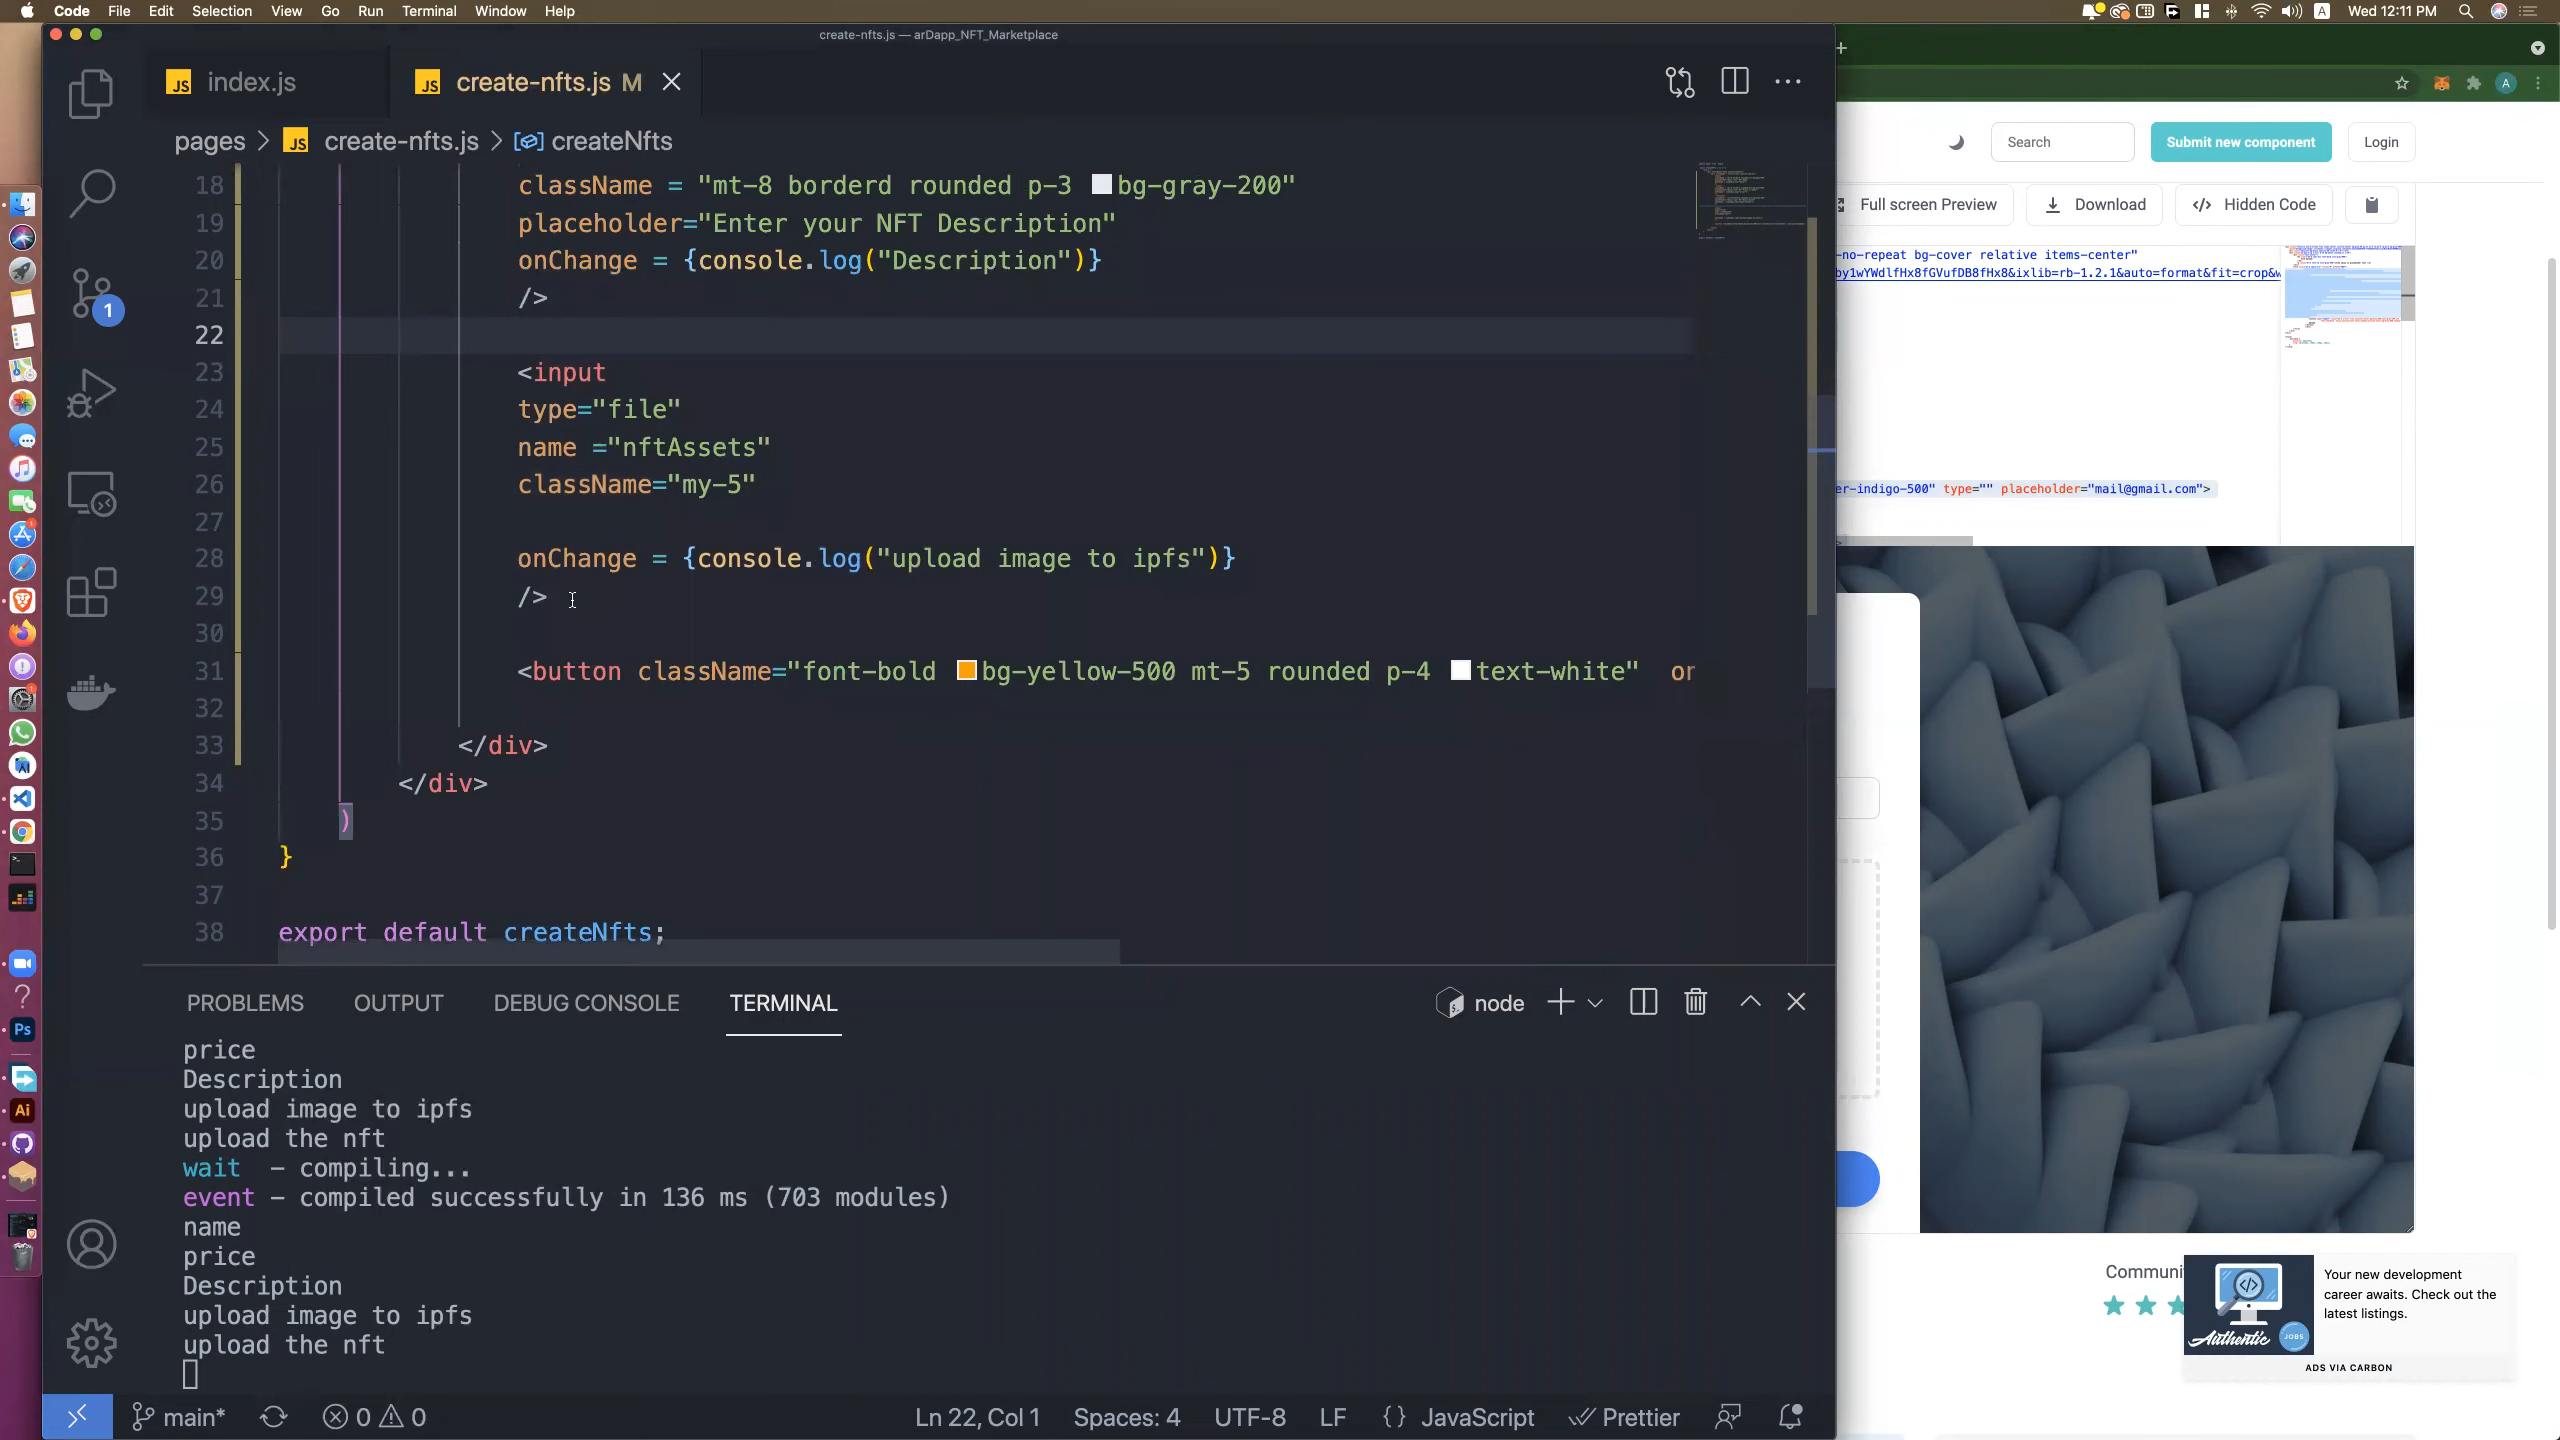 Code File Edit Selection View Go Run Terminal Window Help
A Wed 12:11 PM
create-nfts.js — arDapp_NFT_Marketplace
JS index.js
JS create-nfts.js M
pages > JS create-nfts.js > createNfts
18 className = "mt-8 borderd rounded p-3 bg-gray-200"
19 placeholder="Enter your NFT Description"
20 onChange = {console.log("Description")}
21 />
22
23 <input
24 type="file"
25 name ="nftAssets"
26 className="my-5"
27
28 onChange = {console.log("upload image to ipfs")}
29 />
30
31 <button className="font-bold bg-yellow-500 mt-5 rounded p-4 text-white" on
32
33 </div>
34 </div>
35 )
36 }
37
38 export default createNfts;
1
PROBLEMS OUTPUT DEBUG CONSOLE TERMINAL
node
price
Description
upload image to ipfs
upload the nft
wait - compiling...
event - compiled successfully in 136 ms (703 modules)
name
price
Description
upload image to ipfs
upload the nft
main* 0 0
Ln 22, Col 1 Spaces: 4 UTF-8 LF {} JavaScript Prettier
A
Search
Submit new component
Login
Full screen Preview
Download
</> Hidden Code
-no-repeat bg-cover relative items-center"
by1wYWdlfHx8fGVufDB8fHx8&ixlib=rb-1.2.1&auto=format&fit=crop&w
er-indigo-500" type="" placeholder="mail@gmail.com">
Communi
Your new development
career awaits. Check out the
latest listings.
Authentic JOBS
ADS VIA CARBON
Ps
Ai